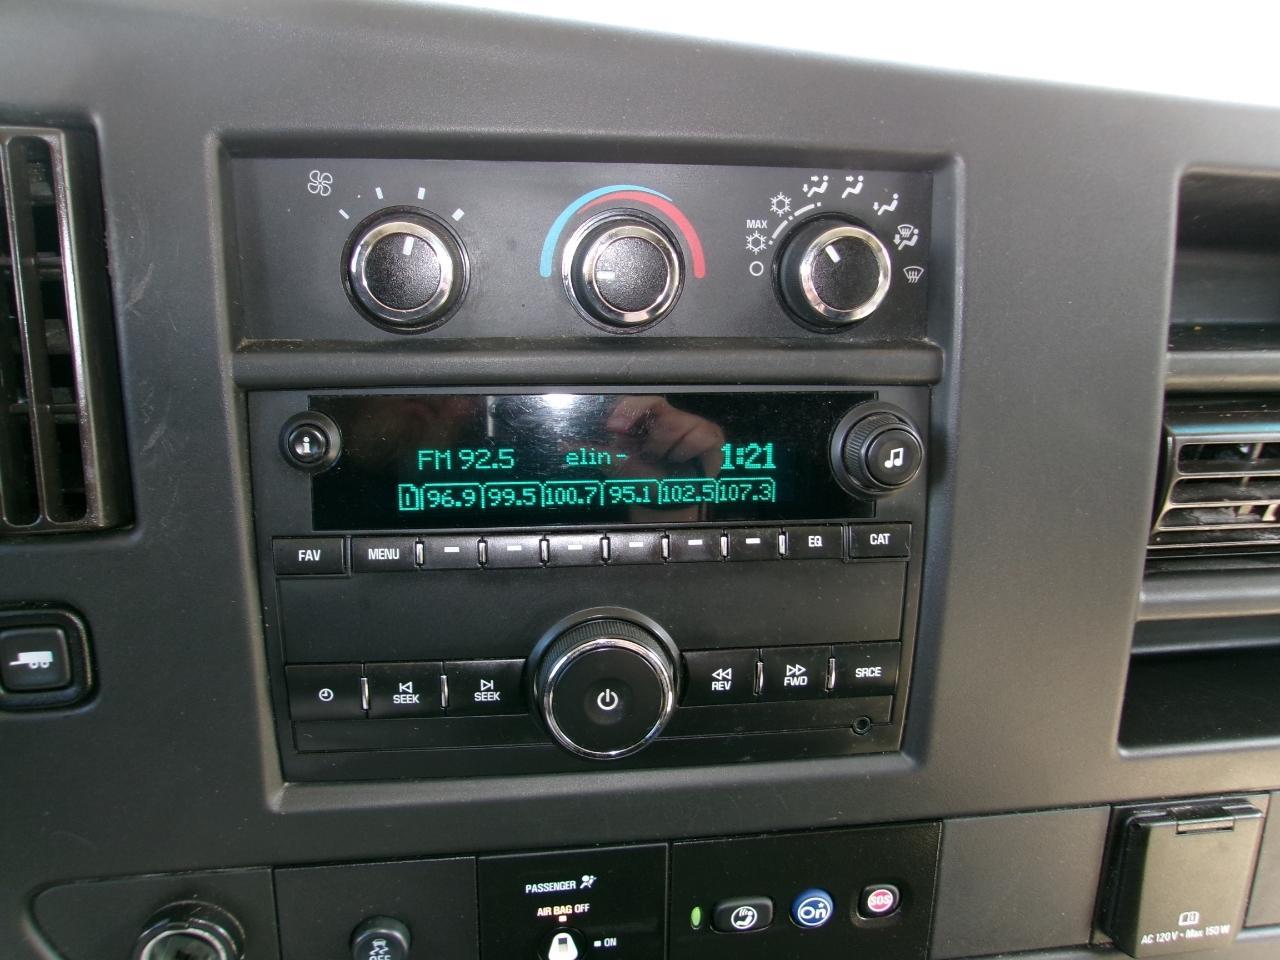 MAX
FM 92.5 elin - 1:21
1 96.9 99.5 100.7 95.1 102.5 107.3
FAV MENU EQ CAT
SEEK SEEK REV FWD SRCE
PASSENGER
AIR BAG OFF
ON
On
SOS
OFF
AC 120V - Max 150W